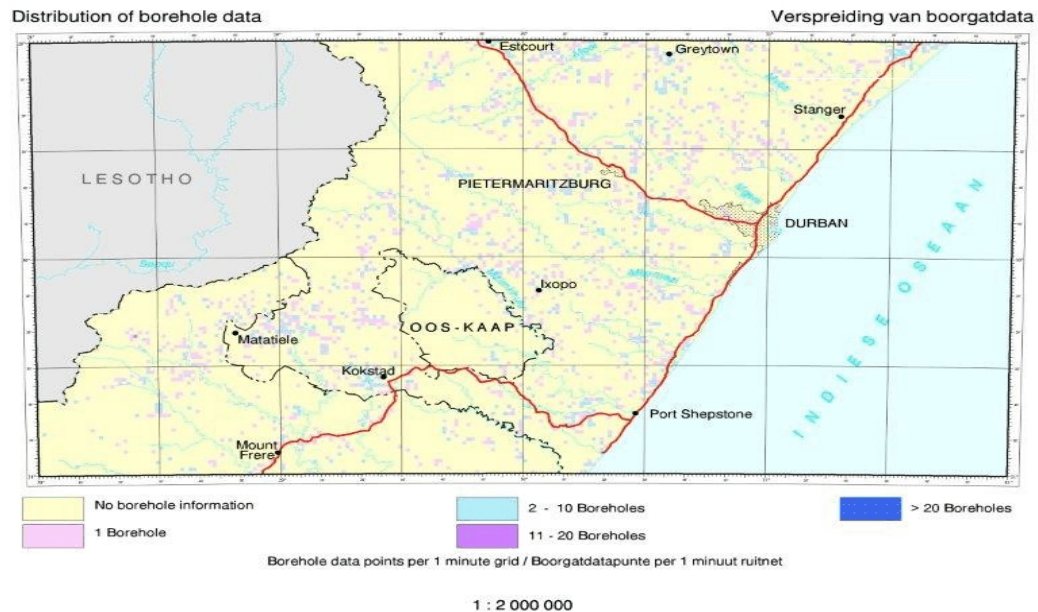 Distribution of borehole data
Verspreiding van boorgatdata
Estcourt
Greytown
Stanger
LESOTHO
PIETERMARITZBURG
DURBAN
Ixopo
OOS-KAAP
Matatiele
Kokstad
Port Shepstone
Mount
Frere
INDIESE OSEAAN
No borehole information
1 Borehole
2 - 10 Boreholes
11 - 20 Boreholes
> 20 Boreholes
Borehole data points per 1 minute grid / Boorgatdatapunte per 1 minuut ruitnet
1 : 2 000 000